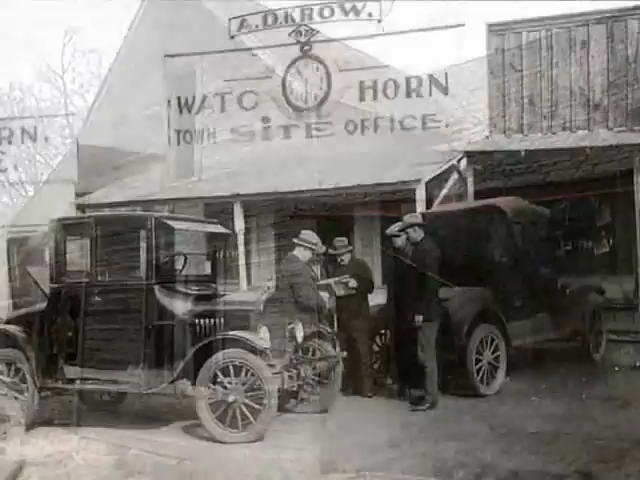 A.D.KROW.
WATC HORN
TOWN SITE OFFICE.
RN.
E.